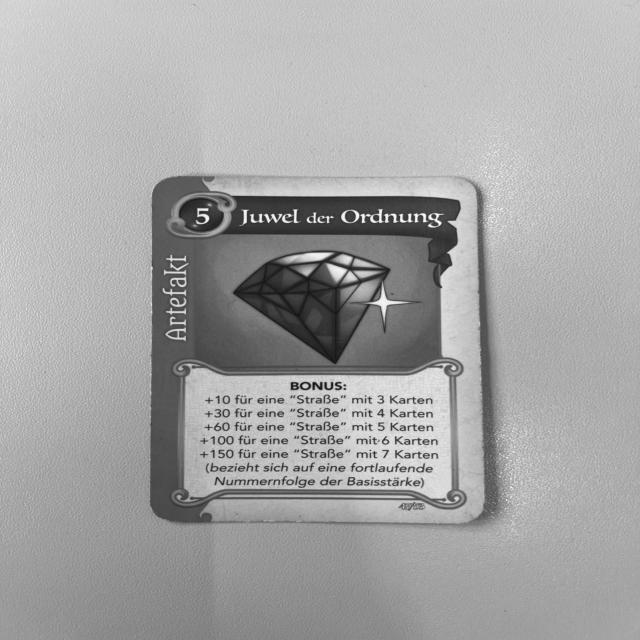 5 Juwel der Ordnung
Artefakt
BONUS:
+10 für eine "Straße" mit 3 Karten
+30 für eine "Straße" mit 4 Karten
+60 für eine "Straße" mit 5 Karten
+100 für eine "Straße" mit 6 Karten
+150 für eine "Straße" mit 7 Karten
(bezieht sich auf eine fortlaufende
Nummernfolge der Basisstärke)